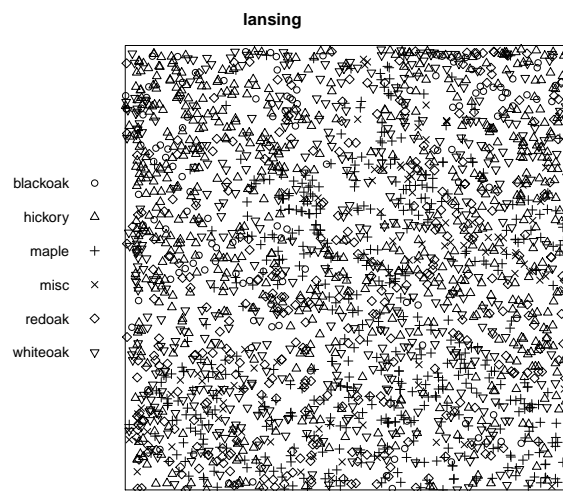 lansing
blackoak
hickory
maple
misc
redoak
whiteoak